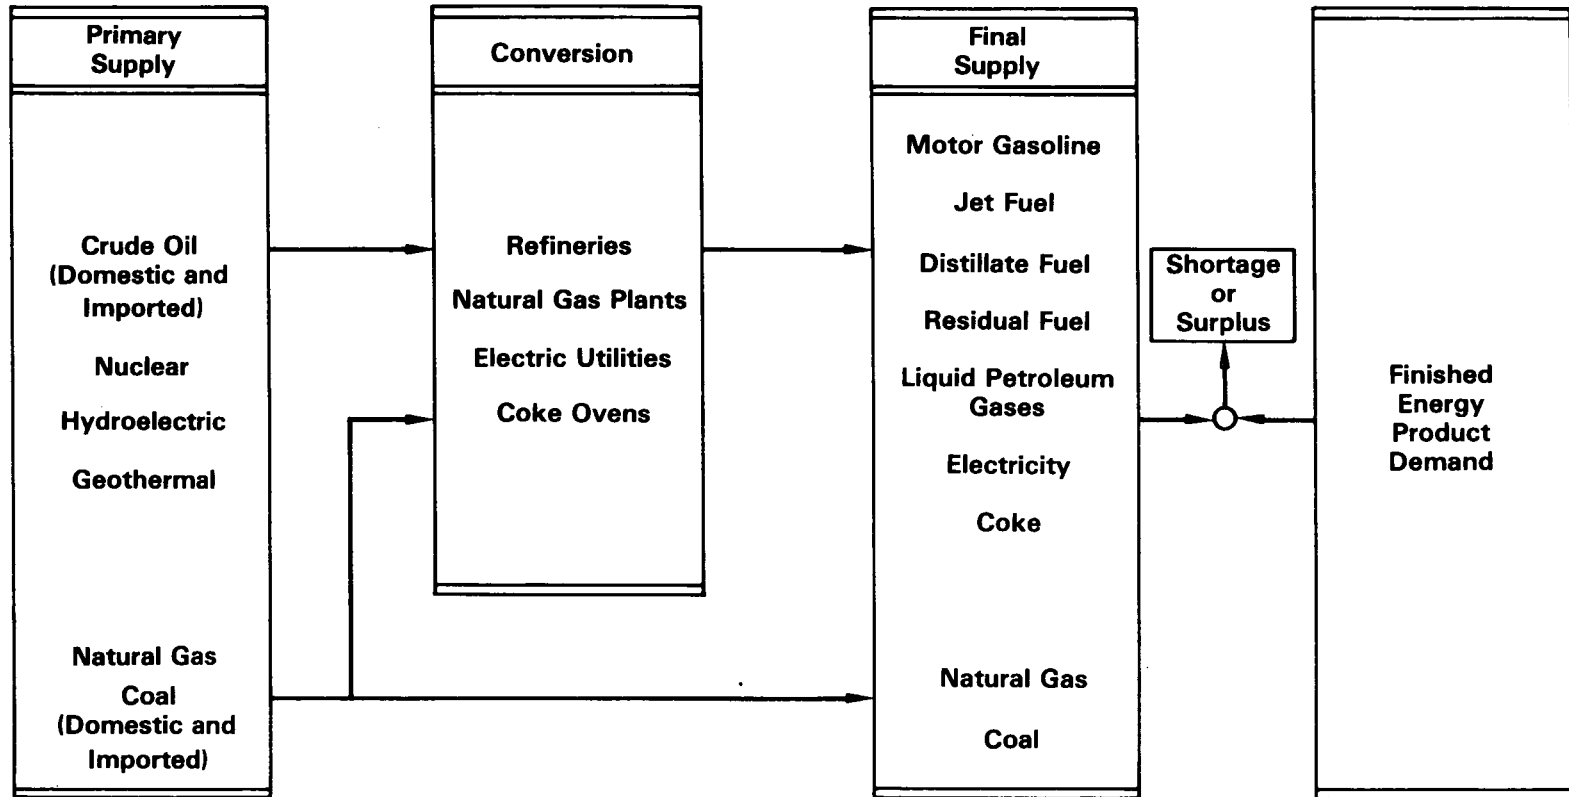 Primary
Supply
Crude Oil
(Domestic and
Imported)
Nuclear
Hydroelectric
Geothermal
Natural Gas
Coal
(Domestic and
Imported)
Conversion
Refineries
Natural Gas Plants
Electric Utilities
Coke Ovens
Final
Supply
Motor Gasoline
Jet Fuel
Distillate Fuel
Residual Fuel
Liquid Petroleum
Gases
Electricity
Coke
Natural Gas
Coal
Shortage
or
Surplus
Finished
Energy
Product
Demand